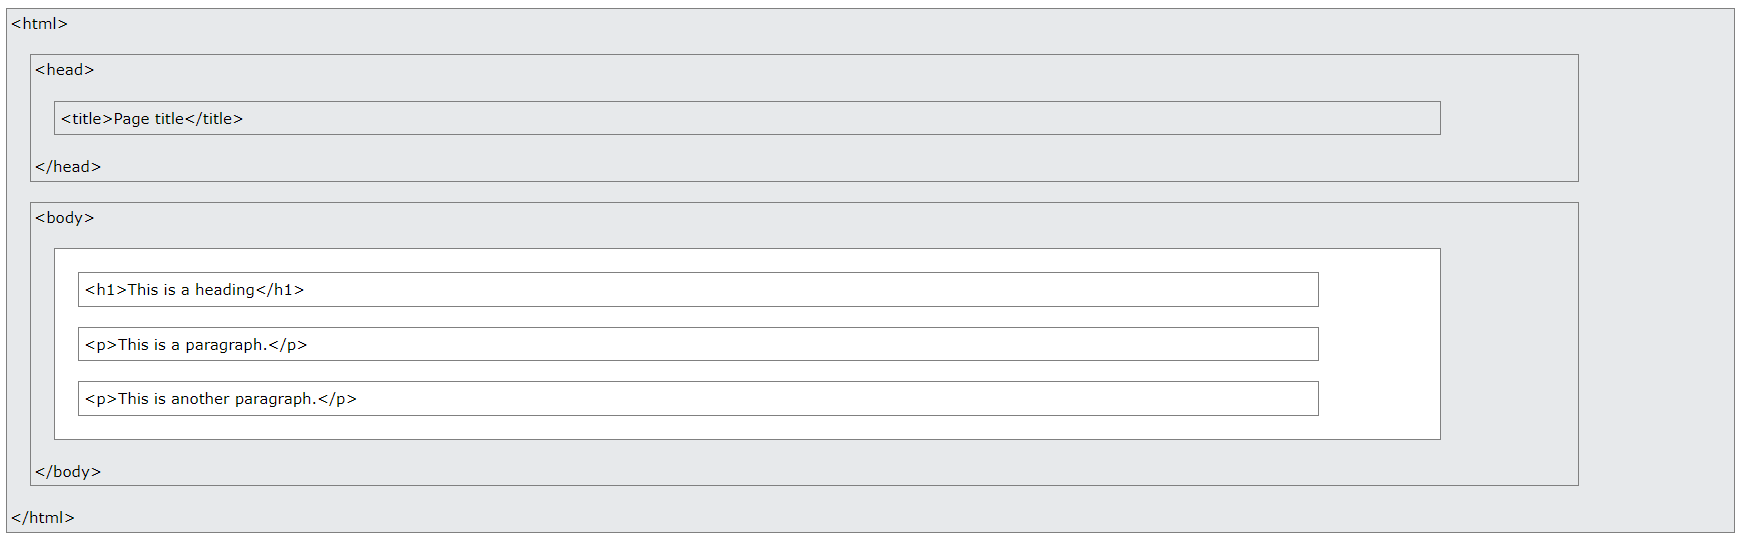 <html>
<head>
<title>Page title</title>
</head>
<body>
<h1>This is a heading</h1>
<p>This is a paragraph.</p>
<p>This is another paragraph.</p>
</body>
</html>